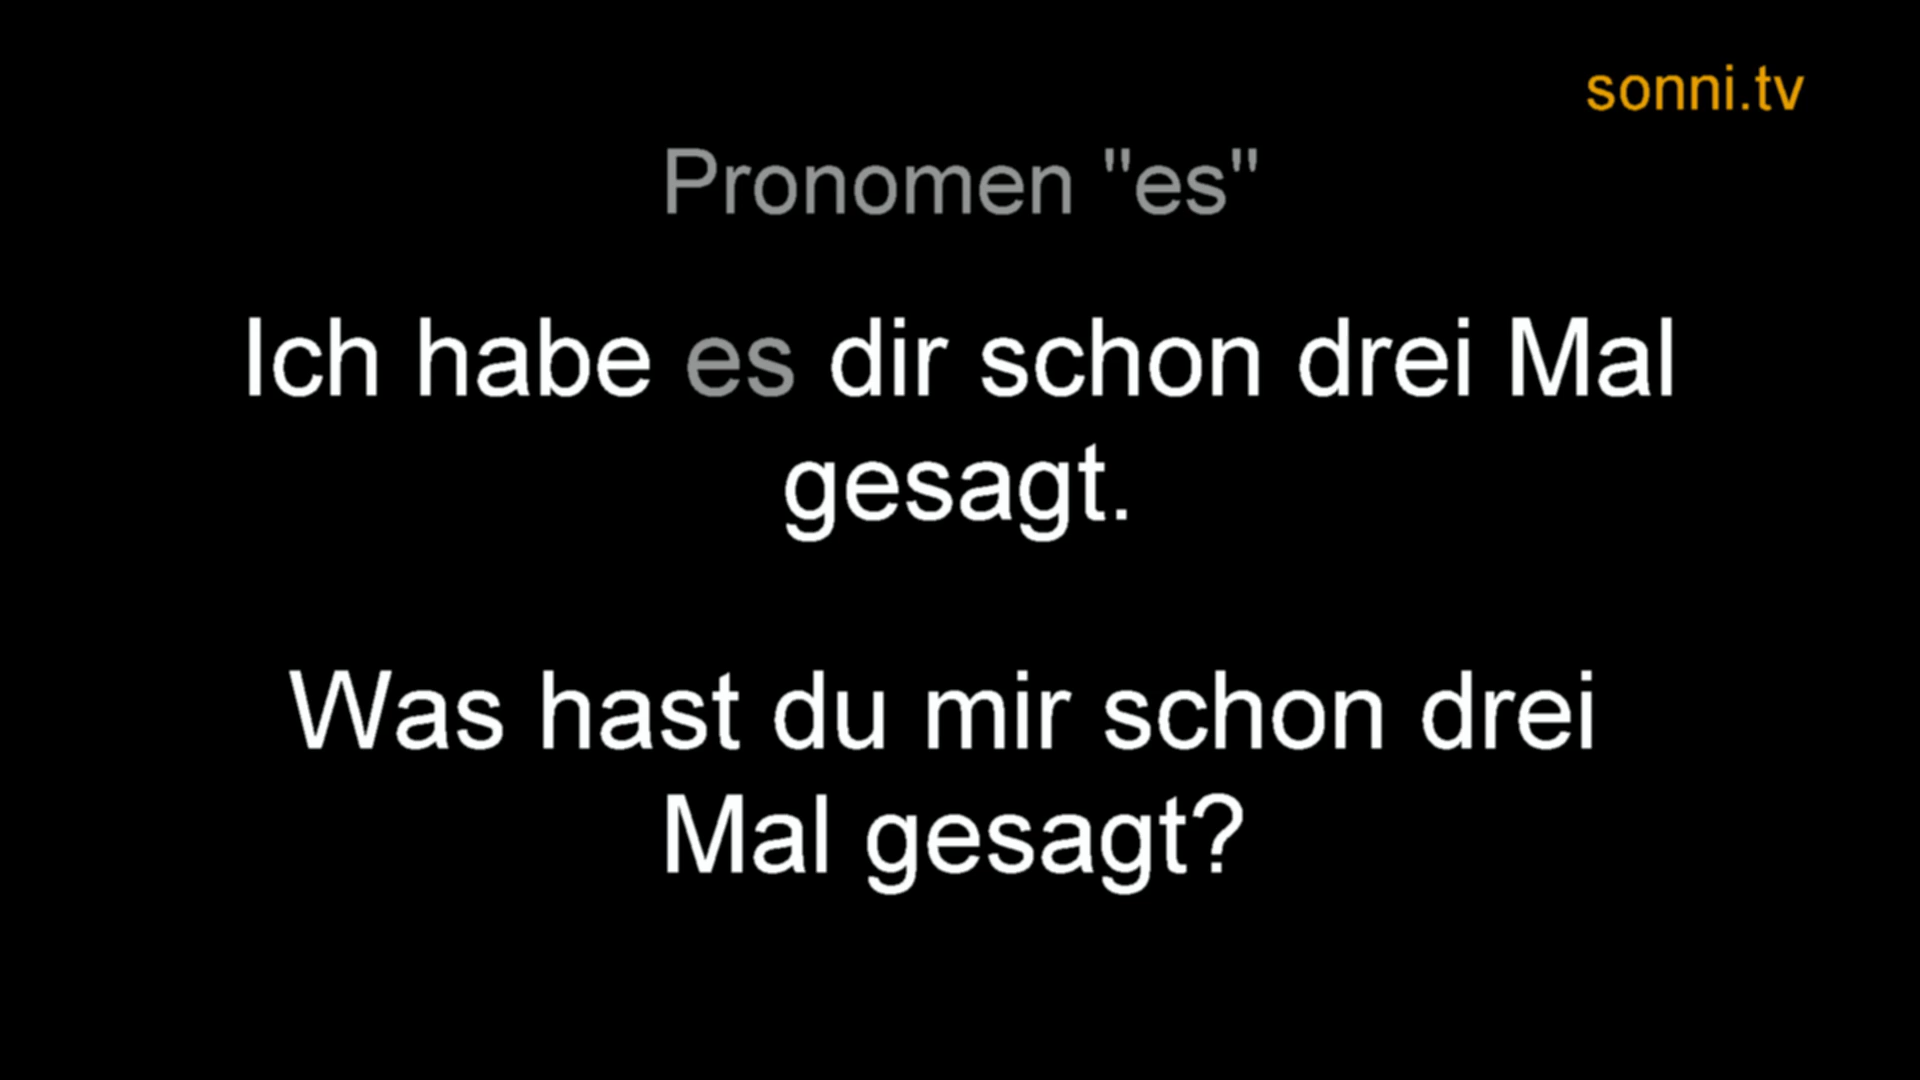 sonni.tv
Pronomen "es"
Ich habe es dir schon drei Mal
gesagt.
Was hast du mir schon drei
Mal gesagt?